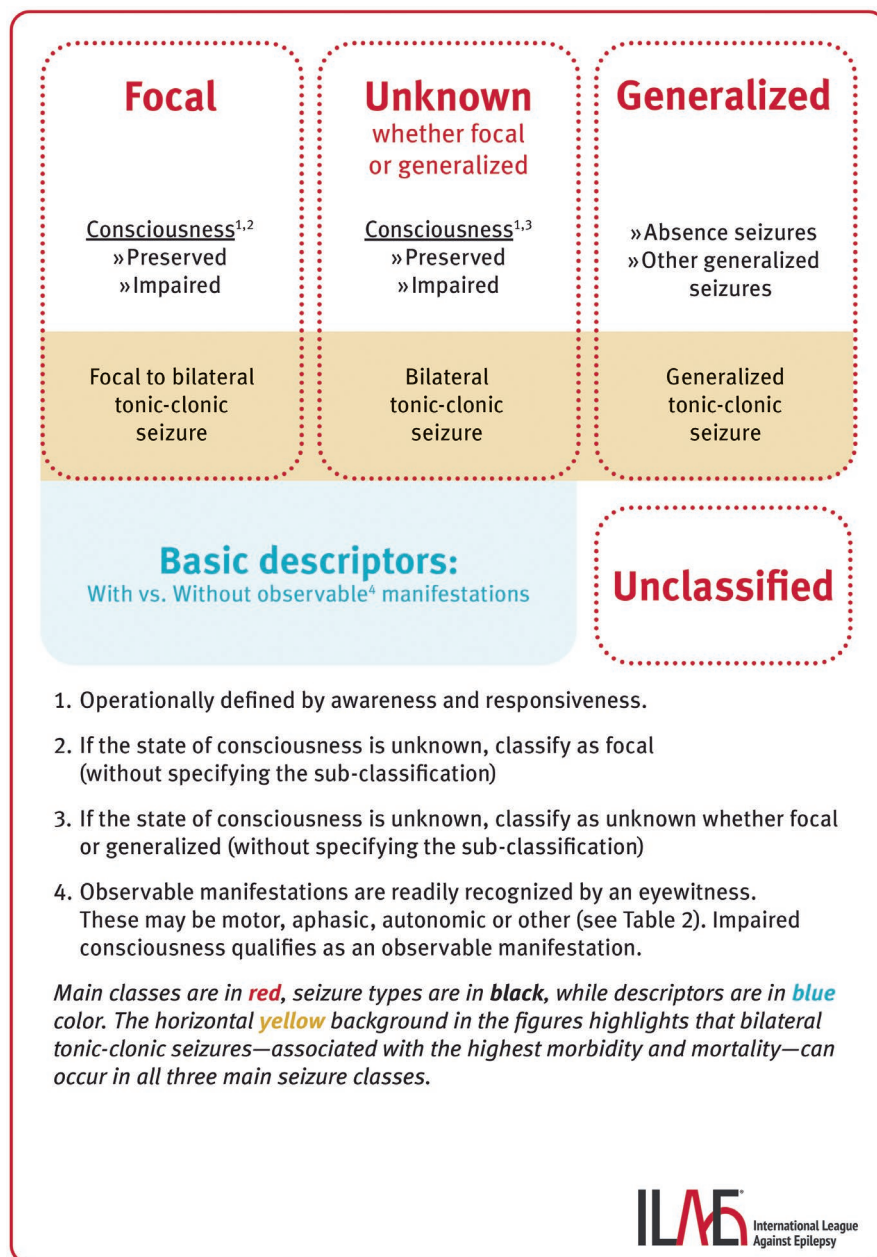 Focal
Consciousness1,2
»Preserved
»Impaired
Focal to bilateral
tonic-clonic
seizure
Unknown
whether focal
or generalized
Consciousness1,3
»Preserved
»Impaired
Bilateral
tonic-clonic
seizure
Generalized
»Absence seizures
»Other generalized
seizures
Generalized
tonic-clonic
seizure
Basic descriptors:
With vs. Without observable4 manifestations
Unclassified
1. Operationally defined by awareness and responsiveness.
2. If the state of consciousness is unknown, classify as focal
(without specifying the sub-classification)
3. If the state of consciousness is unknown, classify as unknown whether focal
or generalized (without specifying the sub-classification)
4. Observable manifestations are readily recognized by an eyewitness.
These may be motor, aphasic, autonomic or other (see Table 2). Impaired
consciousness qualifies as an observable manifestation.
Main classes are in red, seizure types are in black, while descriptors are in blue
color. The horizontal yellow background in the figures highlights that bilateral
tonic-clonic seizures—associated with the highest morbidity and mortality—can
occur in all three main seizure classes.
ILAE®
International League
Against Epilepsy